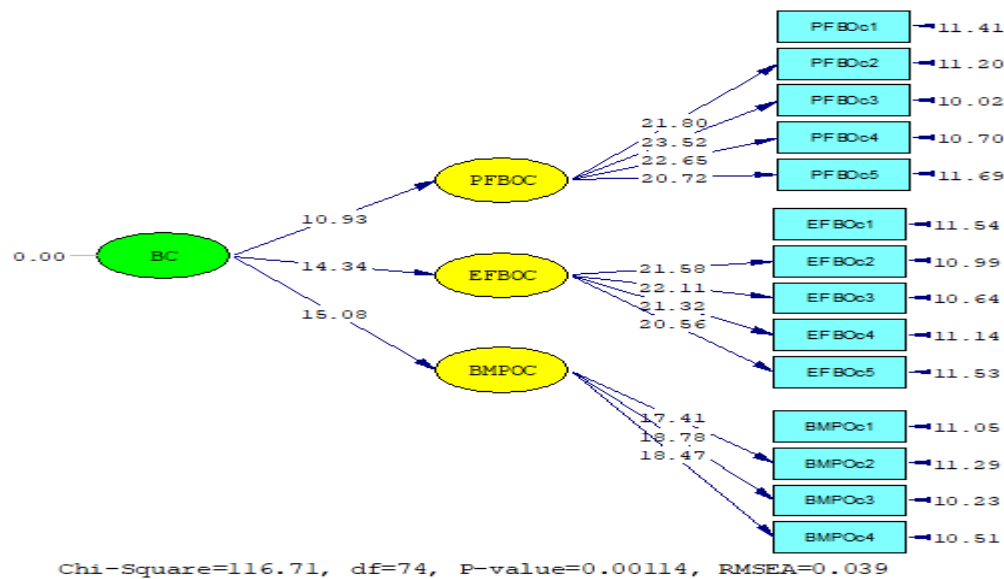 PFBOc1 11.41
PFBOc2 11.20
PFBOc3 10.02
PFBOc4 10.70
PFBOc5 11.69
21.80
23.52
22.65
20.72
PFBOC
10.93
EFBOc1 11.54
EFBOc2 10.99
EFBOc3 10.64
EFBOc4 11.14
EFBOc5 11.53
0.00 BC
14.34
EFBOC
21.58
22.11
21.32
20.56
15.08
BMPOC
17.41
18.78
18.47
BMPOc1 11.05
BMPOc2 11.29
BMPOc3 10.23
BMPOc4 10.51
Chi-Square=116.71, df=74, P-value=0.00114, RMSEA=0.039